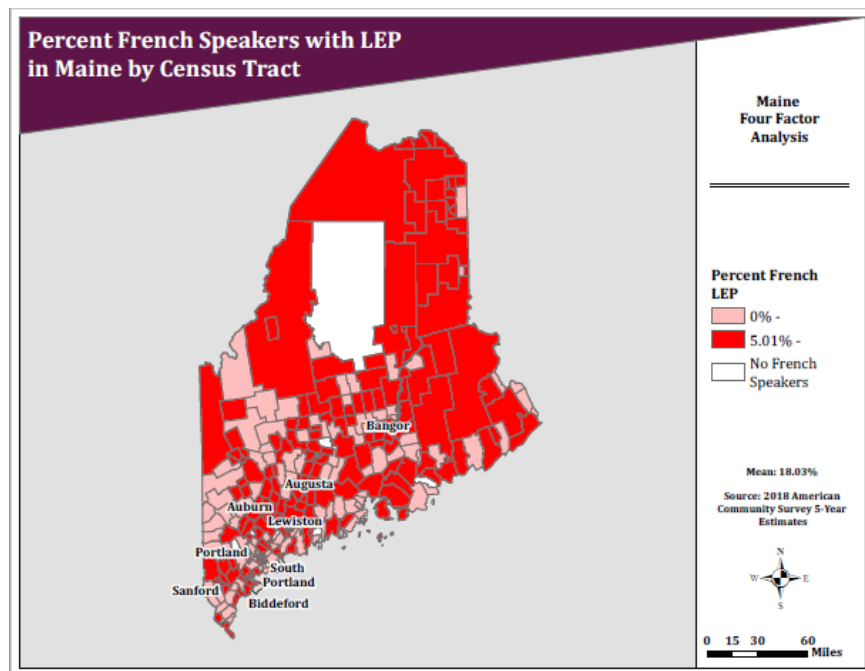 Percent French Speakers with LEP
in Maine by Census Tract
Maine
Four Factor
Analysis
Percent French
LEP
0% -
5.01% -
No French
Speakers
Mean: 18.03%
Source: 2018 American
Community Survey 5-Year
Estimates
N
W
E
S
0 15 30 60
Miles
Bangor
Augusta
Auburn
Lewiston
Portland
South
Portland
Sanford
Biddeford